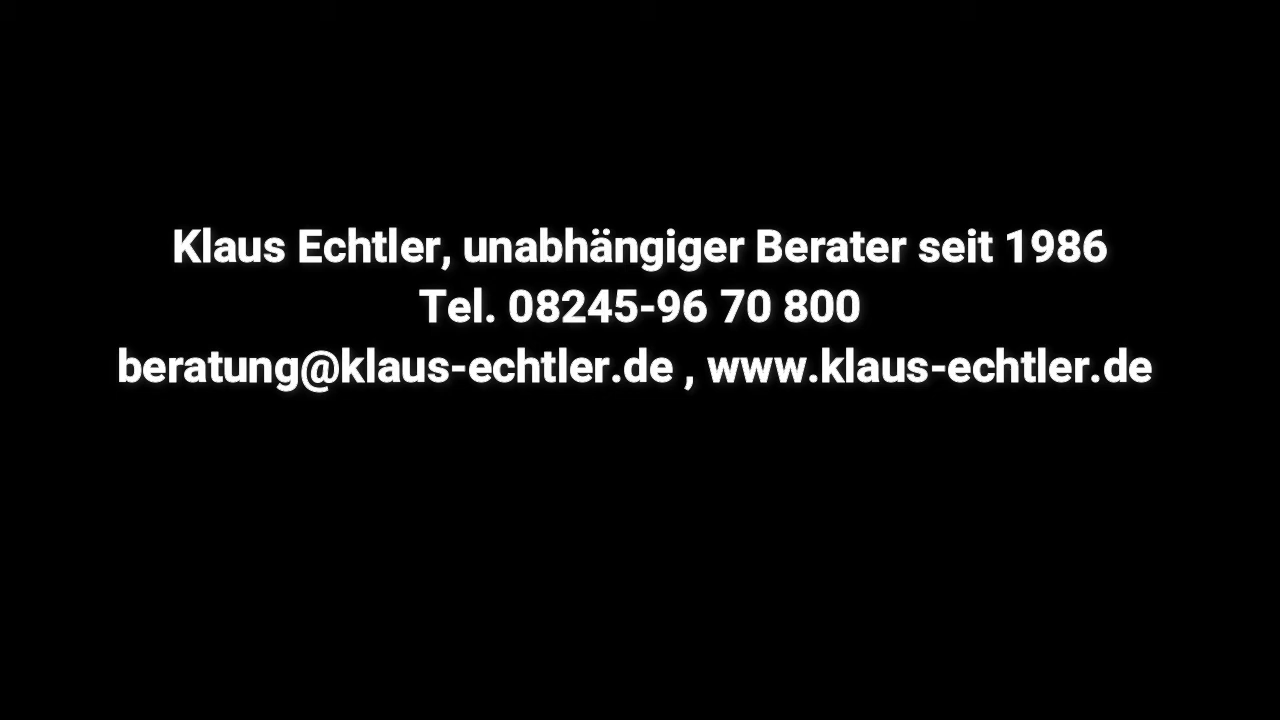 Klaus Echtler, unabhängiger Berater seit 1986
Tel. 08245-96 70 800
beratung@klaus-echtler.de , www.klaus-echtler.de